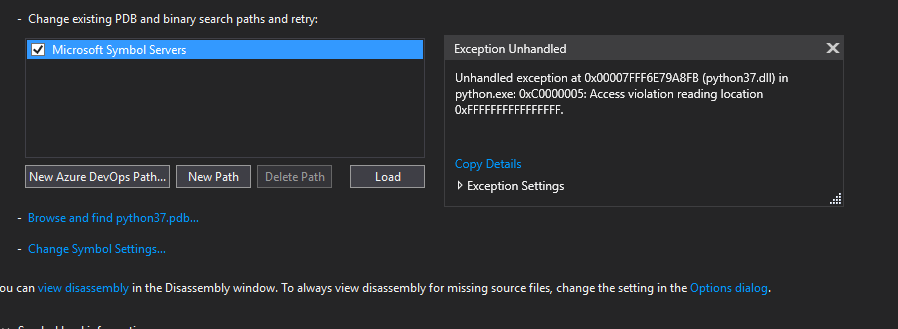 - Change existing PDB and binary search paths and retry:
Microsoft Symbol Servers
New Azure DevOps Path...
New Path
Delete Path
Load
Exception Unhandled
Unhandled exception at 0x00007FFF6E79A8FB (python37.dll) in
python.exe: 0xC0000005: Access violation reading location
0xFFFFFFFFFFFFFFFF.
Copy Details
Exception Settings
- Browse and find python37.pdb...
- Change Symbol Settings...
ou can view disassembly in the Disassembly window. To always view disassembly for missing source files, change the setting in the Options dialog.